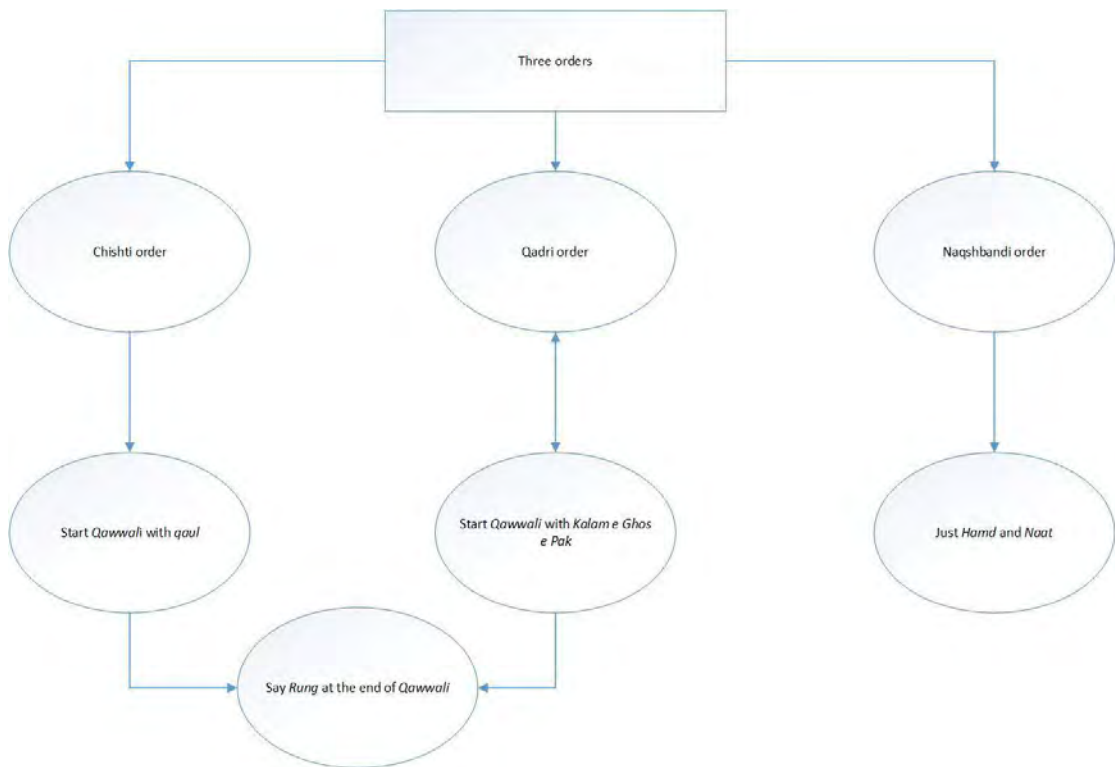 Three orders
Chishti order
Qadri order
Naqshbandi order
Start Qawwali with qaul
Start Qawwali with Kalam e Ghos
e Pak
Just Hamd and Naat
Say Rung at the end of Qawwali